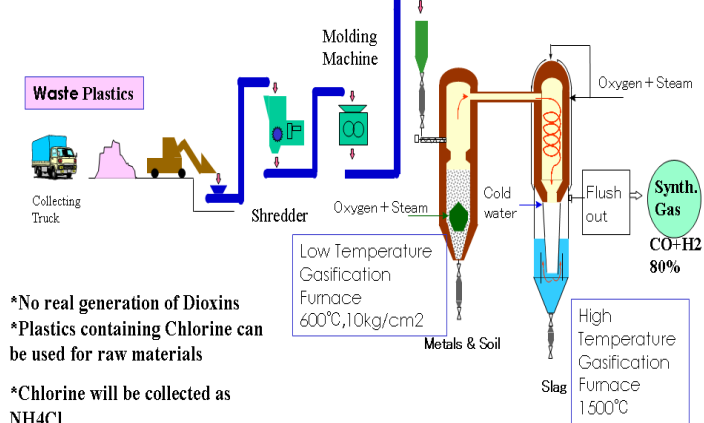 Molding
Machine
Waste Plastics
Oxygen＋Steam
Collecting
Truck
Shredder
Oxygen＋Steam
Cold
water
Flush
out
Synth.
Gas
CO+H2
80%
Low Temperature
Gasification
Furnace
600℃,10kg/cm2
Metals & Soil
High
Temperature
Gasification
Furnace
1500℃
Slag
*No real generation of Dioxins
*Plastics containing Chlorine can
be used for raw materials
*Chlorine will be collected as
NH4Cl